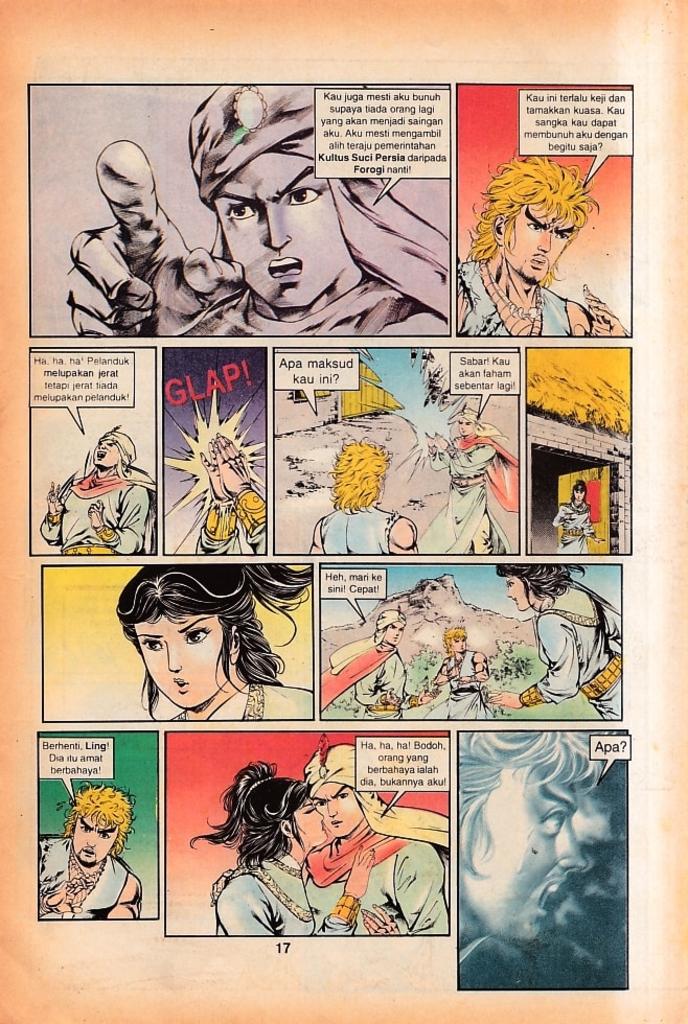 Kau juga mesti aku bunuh
supaya tiada orang lagi
yang akan menjadi saingan
aku. Aku mesti mengambil
alih teraju pemerintahan
Kultus Suci Persia daripada
Forogi nanti!
Kau ini terlalu keji dan
tamakkan kuasa. Kau
sangka kau dapat
membunuh aku dengan
begitu saja?
Ha, ha, ha! Pelanduk
melupakan jerat
tetapi jerat tiada
melupakan pelanduk!
GLAP!
Apa maksud
kau ini?
Sabar! Kau
akan faham
sebentar lagi!
Heh, mari ke
sini! Cepat!
Berhenti, Ling!
Dia itu amat
berbahaya!
Ha, ha, ha! Bodoh,
orang yang
berbahaya ialah
dia, bukannya aku!
Apa?
17